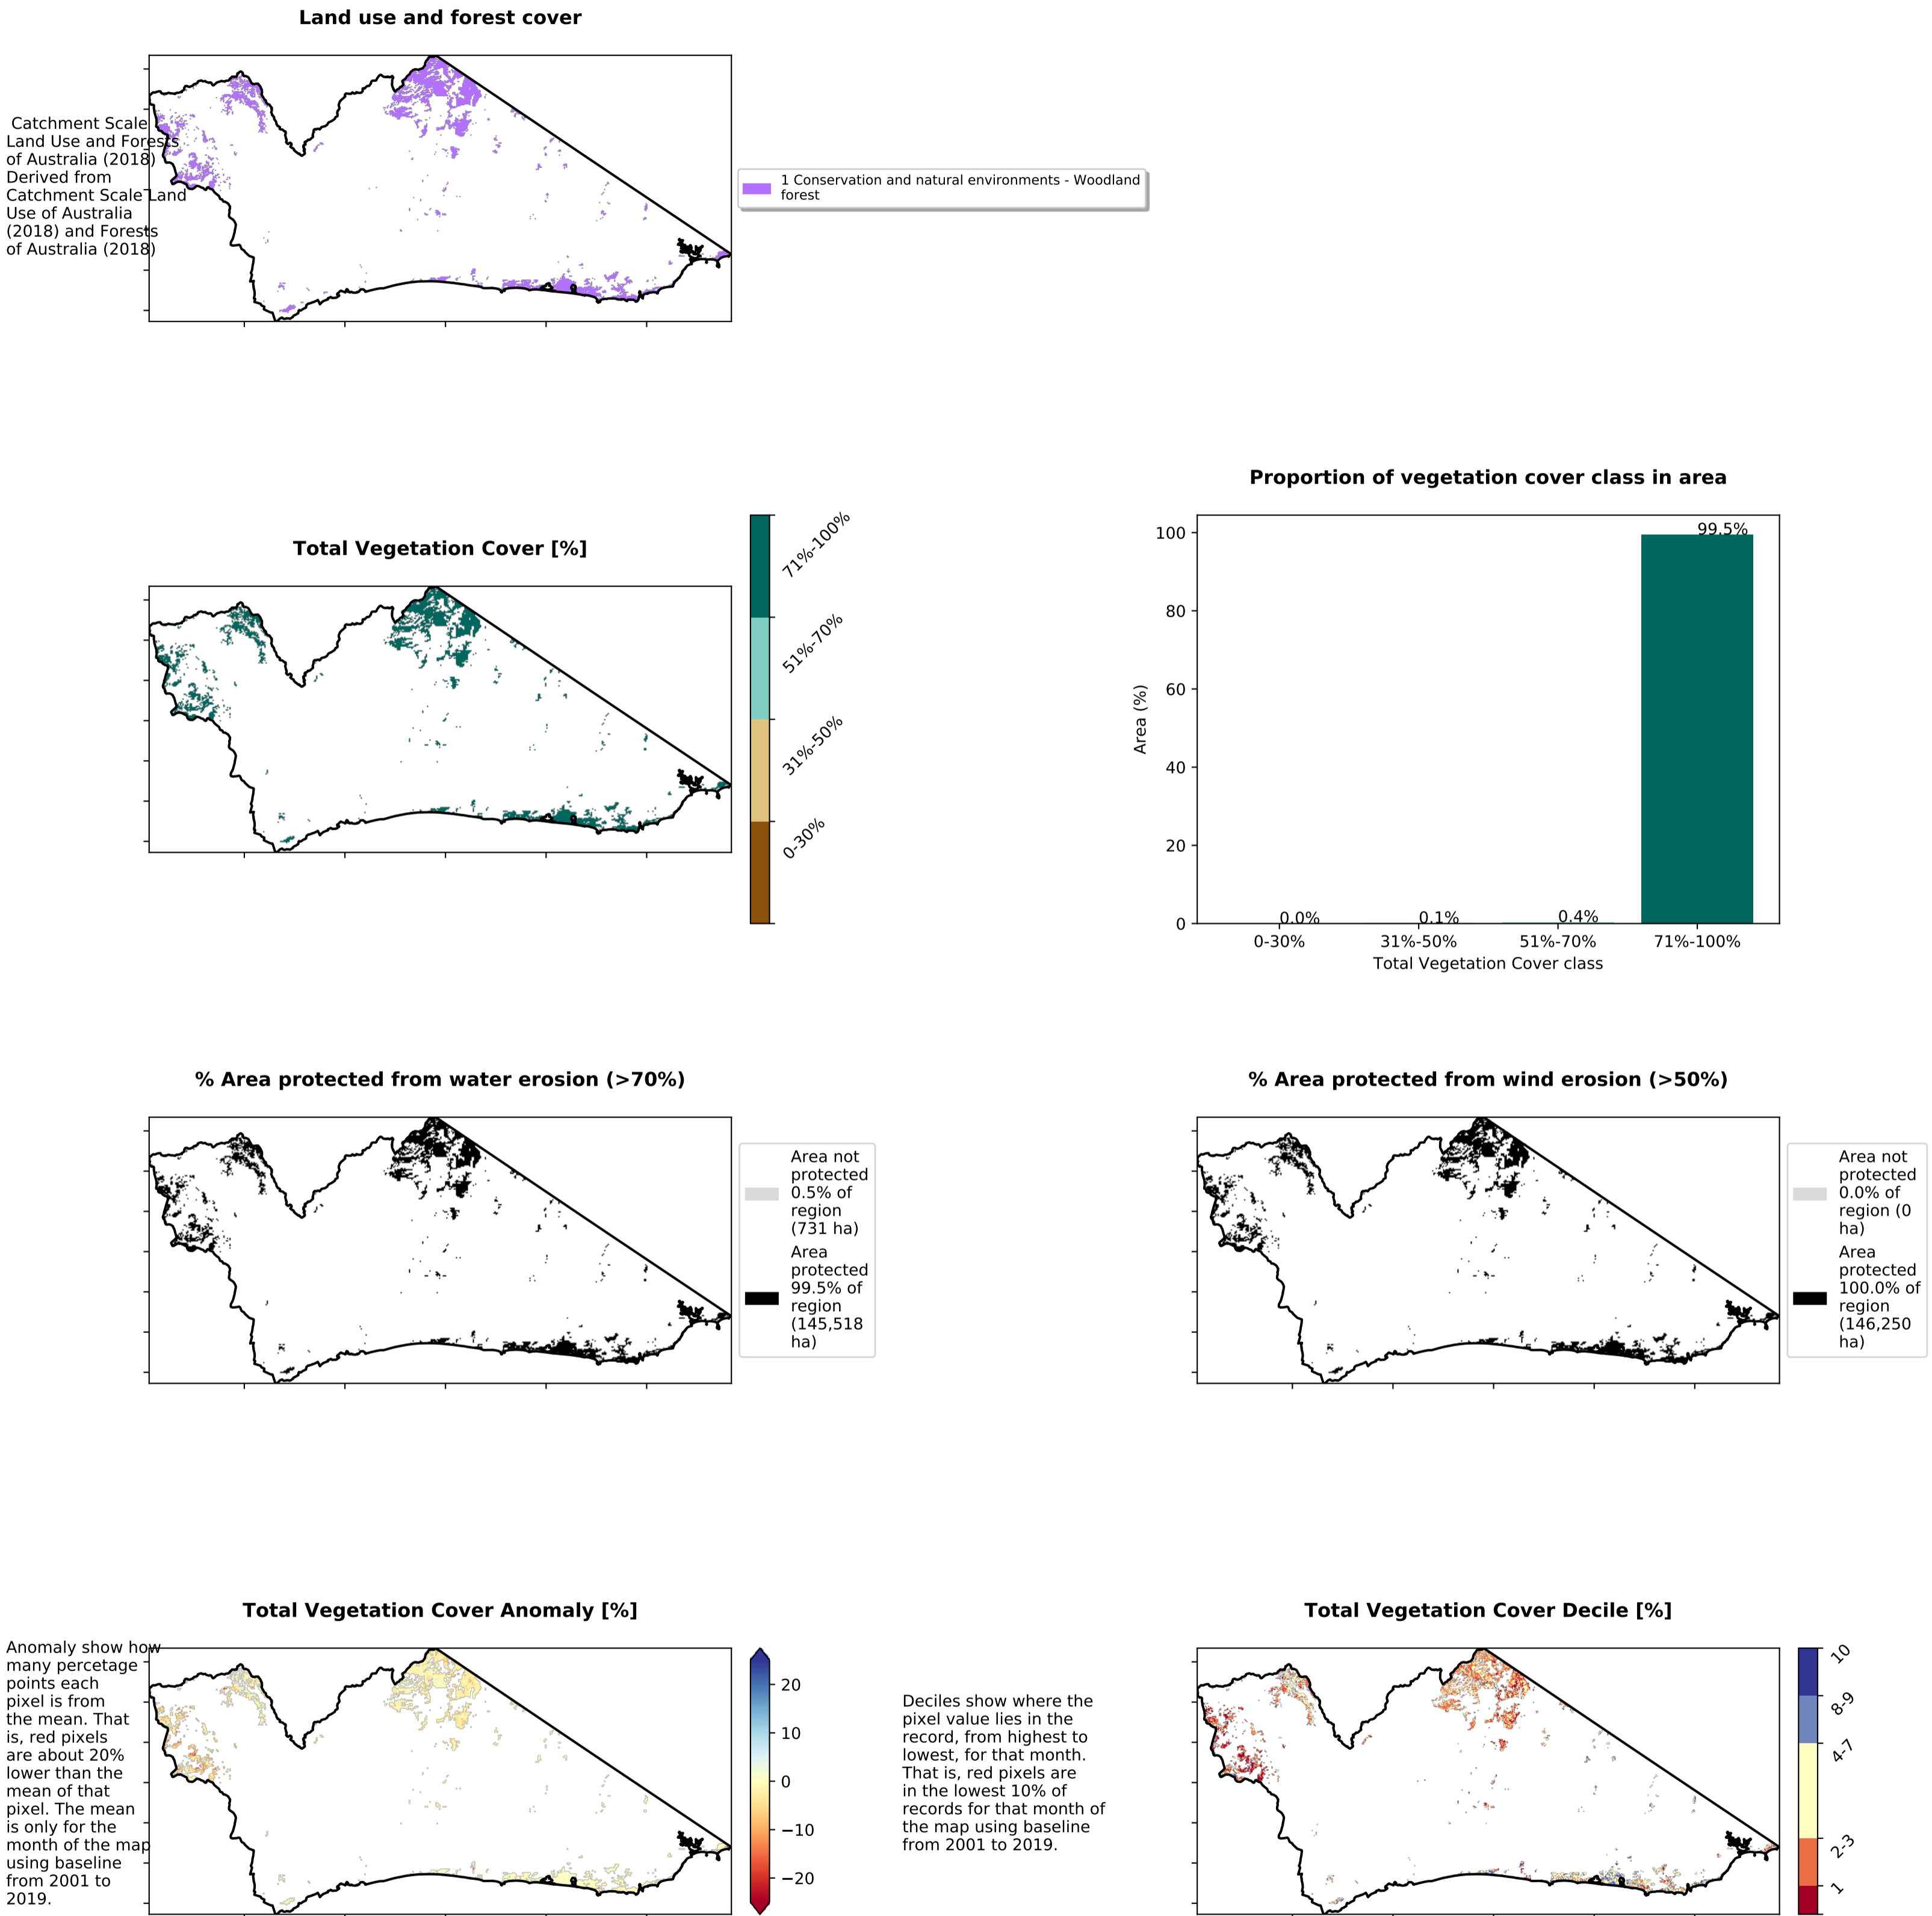 Land use and forest cover
Catchment Scale
Land Use and Forests
of Australia (2018)
Derived from
Catchment Scale Land
Use of Australia
(2018) and Forests
of Australia (2018)
1 Conservation and natural environments - Woodland
forest
Total Vegetation Cover [%]
71%-100%
51%-70%
31%-50%
0-30%
Proportion of vegetation cover class in area
100
80
60
40
20
0
Area (%)
0.0%
0.1%
0.4%
99.5%
0-30%
31%-50%
51%-70%
71%-100%
Total Vegetation Cover class
% Area protected from water erosion (>70%)
Area not
protected
0.5% of
region
(731 ha)
Area
protected
99.5% of
region
(145,518
ha)
% Area protected from wind erosion (>50%)
Area not
protected
0.0% of
region (0
ha)
Area
protected
100.0% of
region
(146,250
ha)
Total Vegetation Cover Anomaly [%]
Anomaly show how
many percetage
points each
pixel is from
the mean. That
is, red pixels
are about 20%
lower than the
mean of that
pixel. The mean
is only for the
month of the map
using baseline
from 2001 to
2019.
20
10
0
−10
−20
Total Vegetation Cover Decile [%]
Deciles show where the
pixel value lies in the
record, from highest to
lowest, for that month.
That is, red pixels are
in the lowest 10% of
records for that month of
the map using baseline
from 2001 to 2019.
10
8-9
4-7
2-3
1